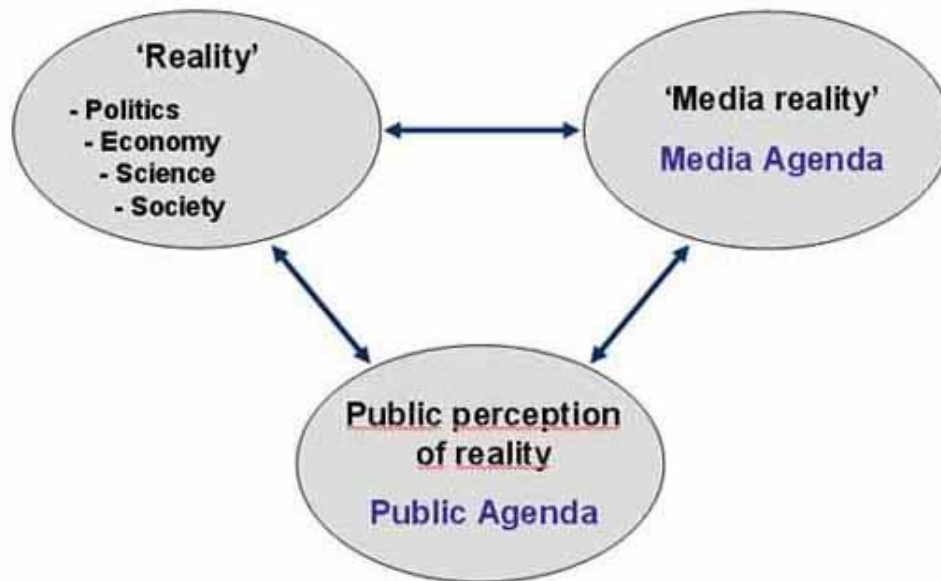 ‘Reality’
- Politics
- Economy
- Science
- Society
‘Media reality’
Media Agenda
Public perception
of reality
Public Agenda